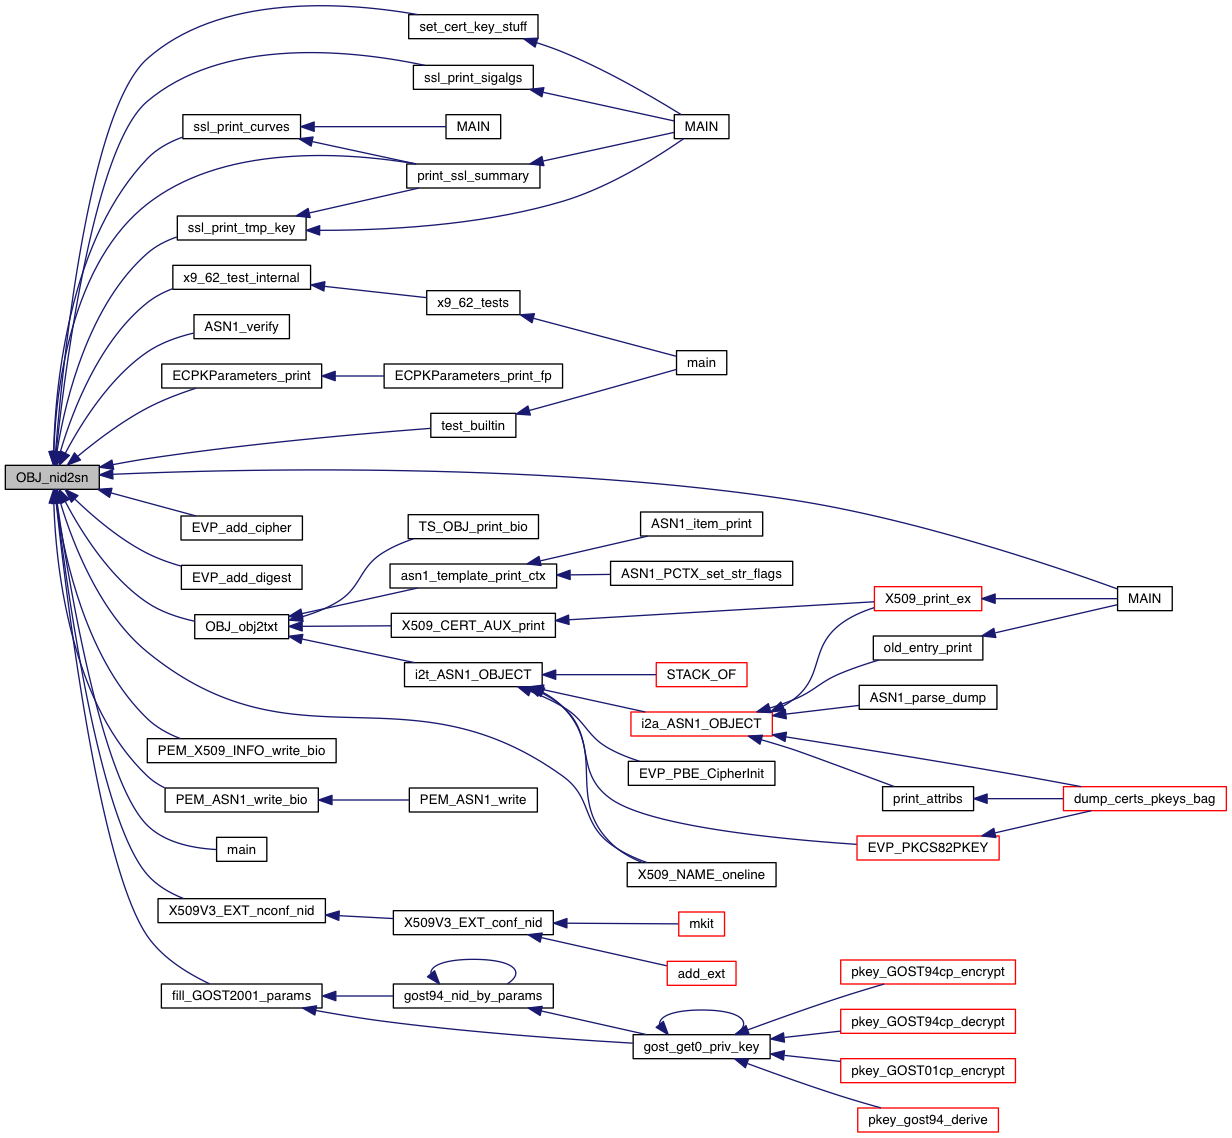 set_cert_key_stuff
ssl_print_sigalgs
ssl_print_curves
MAIN
MAIN
print_ssl_summary
ssl_print_tmp_key
x9_62_test_internal
x9_62_tests
ASN1_verify
main
ECPKParameters_print
ECPKParameters_print_fp
test_builtin
OBJ_nid2sn
EVP_add_cipher
TS_OBJ_print_bio
ASN1_item_print
EVP_add_digest
asn1_template_print_ctx
ASN1_PCTX_set_str_flags
X509_print_ex
MAIN
OBJ_obj2txt
X509_CERT_AUX_print
old_entry_print
i2t_ASN1_OBJECT
STACK_OF
ASN1_parse_dump
i2a_ASN1_OBJECT
PEM_X509_INFO_write_bio
EVP_PBE_CipherInit
PEM_ASN1_write_bio
PEM_ASN1_write
print_attribs
dump_certs_pkeys_bag
main
EVP_PKCS82PKEY
X509_NAME_oneline
X509V3_EXT_nconf_nid
X509V3_EXT_conf_nid
mkit
add_ext
pkey_GOST94cp_encrypt
fill_GOST2001_params
gost94_nid_by_params
pkey_GOST94cp_decrypt
gost_get0_priv_key
pkey_GOST01cp_encrypt
pkey_gost94_derive